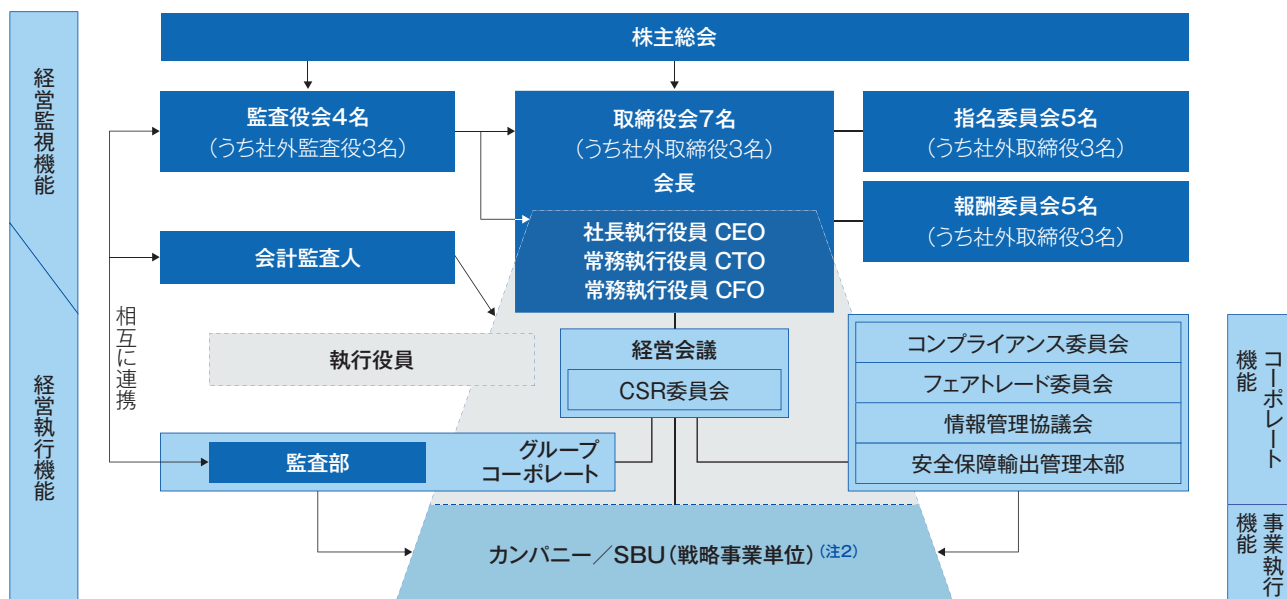 経営監視機能
経営執行機能
株主総会
監査役会4名
（うち社外監査役3名）
取締役会7名
（うち社外取締役3名）
会長
社長執行役員 CEO
常務執行役員 CTO
常務執行役員 CFO
指名委員会5名
（うち社外取締役3名）
報酬委員会5名
（うち社外取締役3名）
会計監査人
相互に連携
執行役員
経営会議
CSR委員会
コンプライアンス委員会
フェアトレード委員会
情報管理協議会
安全保障輸出管理本部
監査部
グループ
コーポレート
カンパニー／SBU（戦略事業単位）（注2）
コーポレート
機能
事業執行
機能